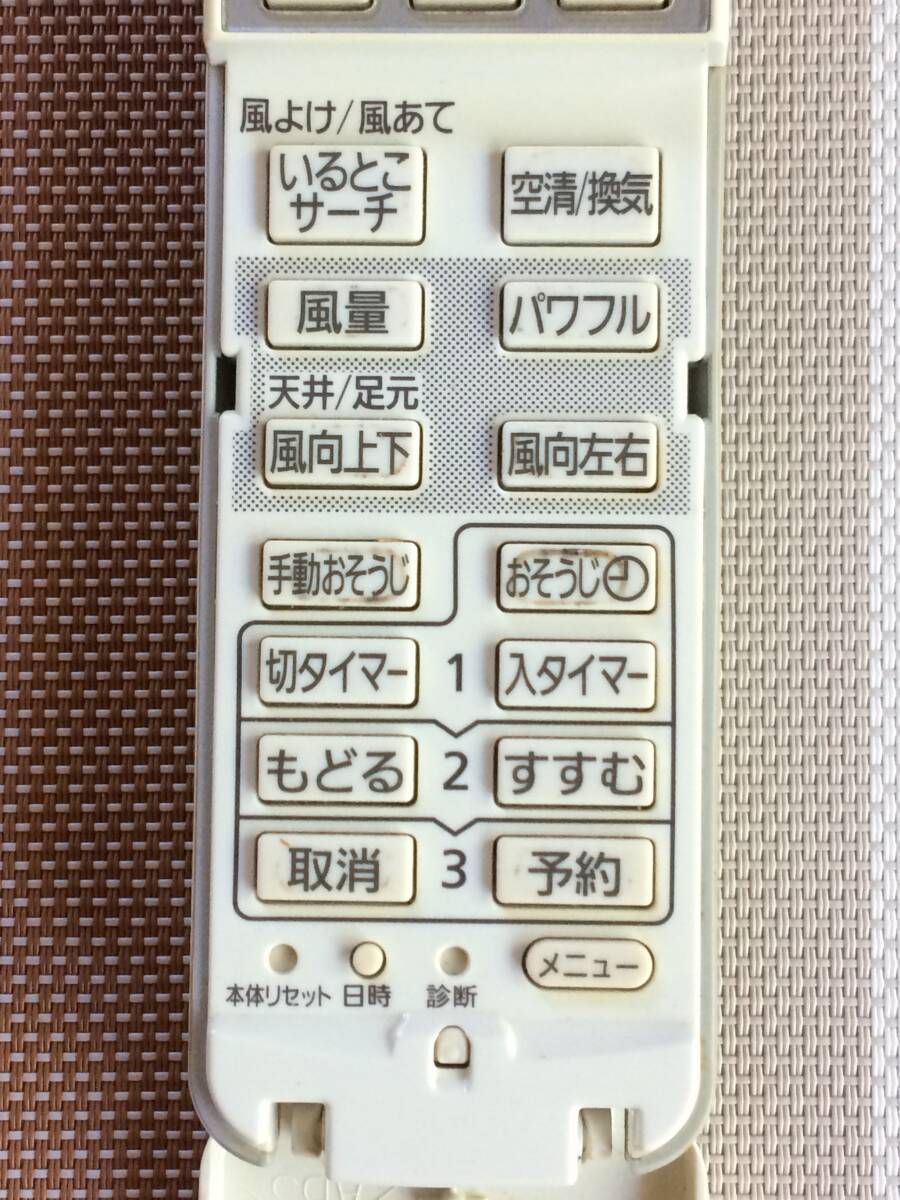 風よけ/風あて
いるとこ
サーチ
空清/換気
風量
パワフル
天井/足元
風向上下
風向左右
手動おそうじ
おそうじ
切タイマー
1
入タイマー
もどる
2
すすむ
取消
3
予約
メニュー
本体リセット
日時
診断